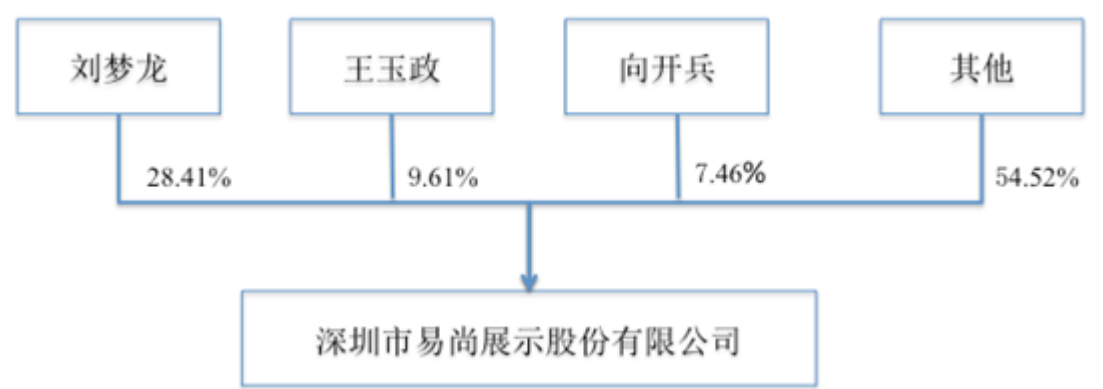 刘梦龙
王玉政
向开兵
其他
28.41%
9.61%
7.46%
54.52%
深圳市易尚展示股份有限公司